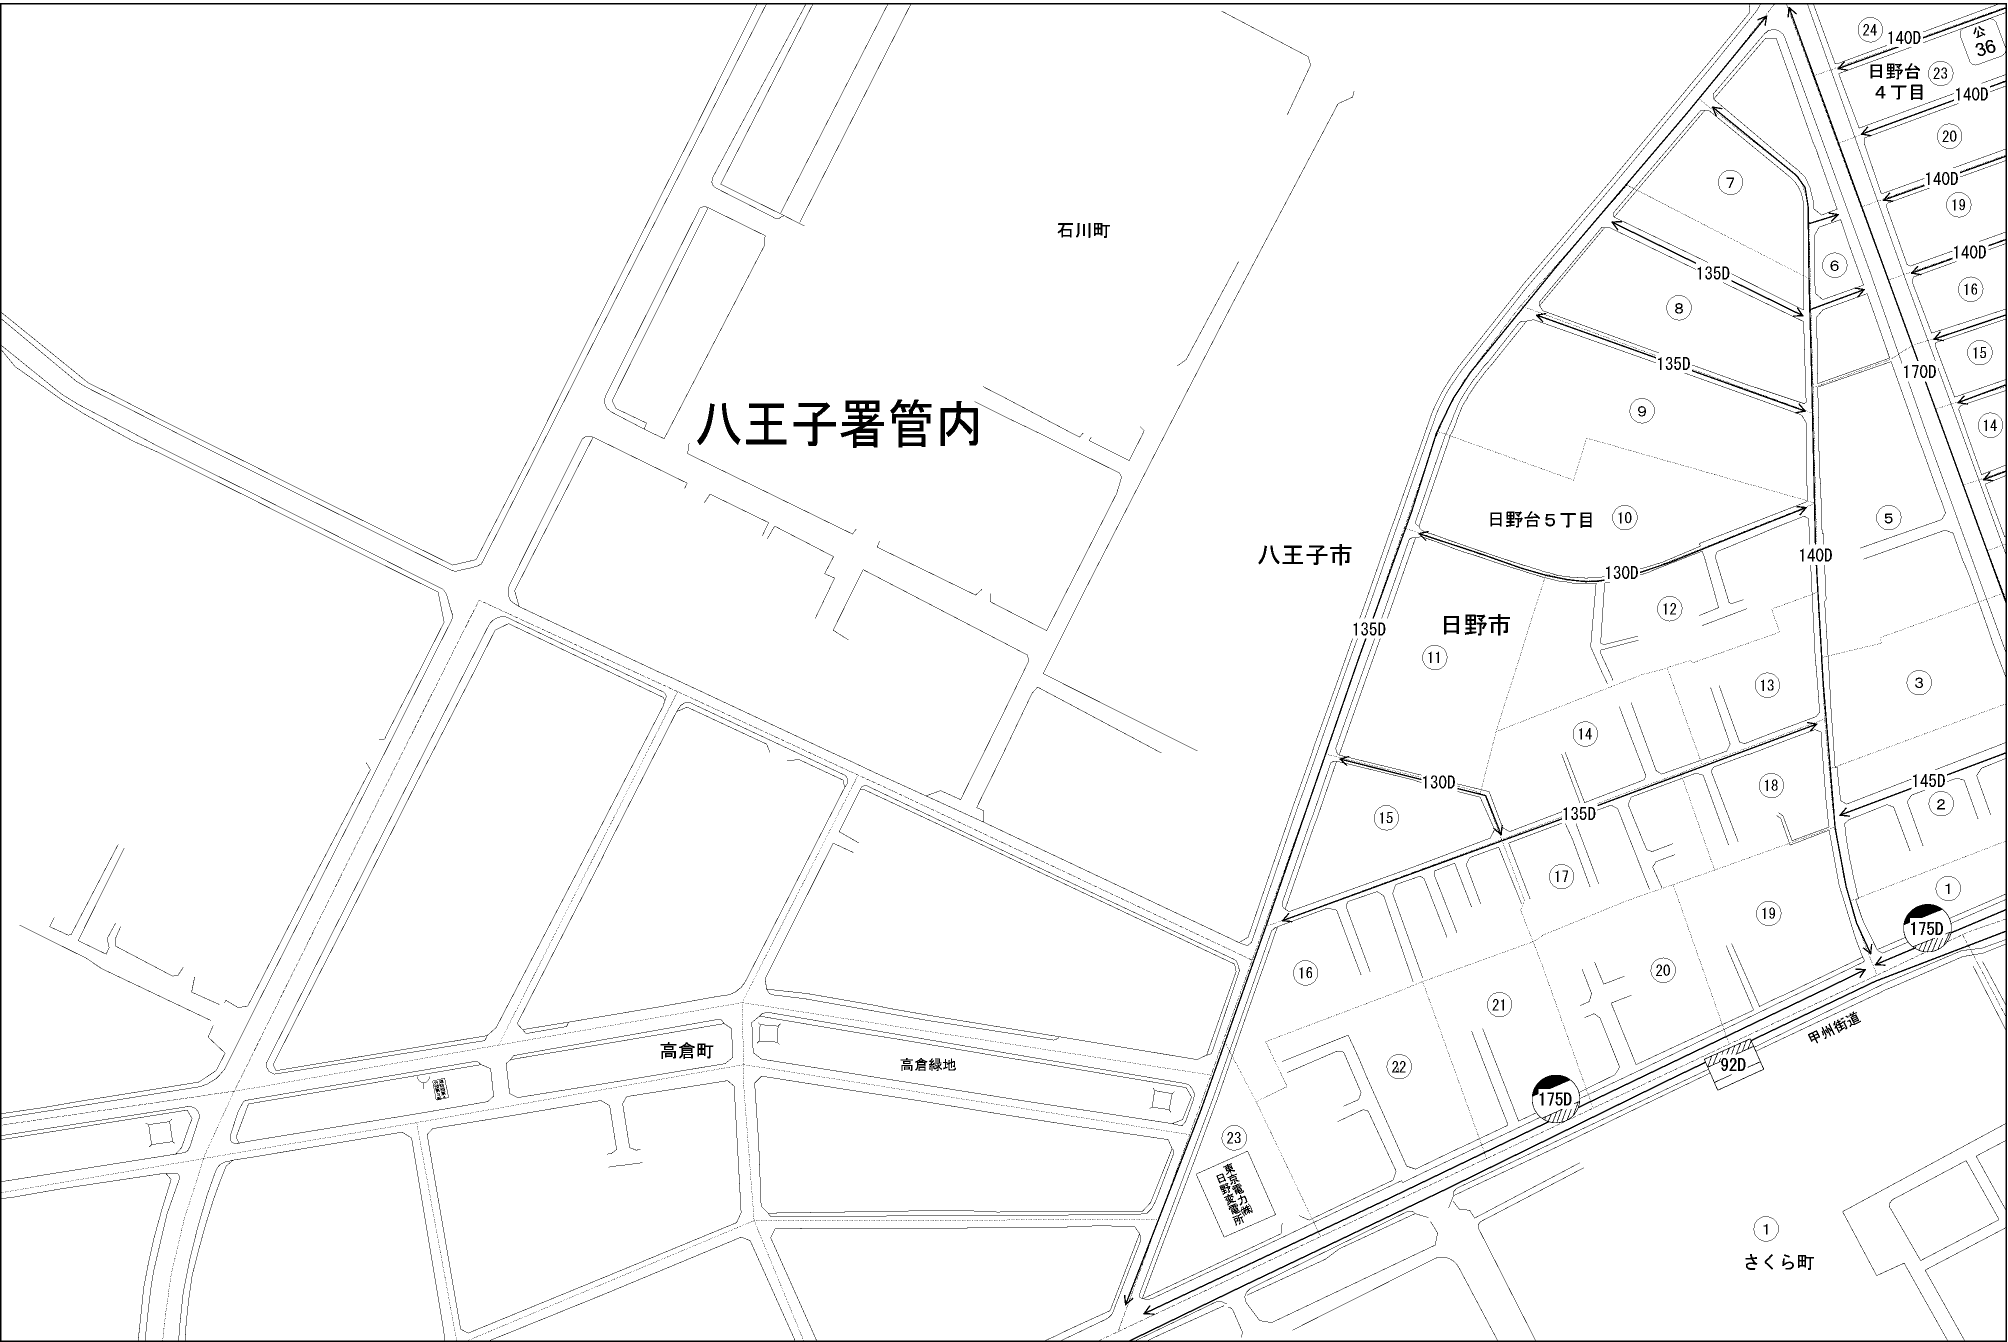 24
140D
公
36
日野台
４丁目
23
140D
20
7
140D
19
石川町
140D
6
135D
16
8
15
135D
170D
9
14
八王子署管内
日野台５丁目
10
5
八王子市
140D
130D
12
日野市
135D
11
13
3
14
130D
18
145D
2
15
135D
17
1
19
175D
16
20
21
甲州街道
高倉町
高倉緑地
22
92D
175D
23
東京電力㈱
日野変電所
1
さくら町